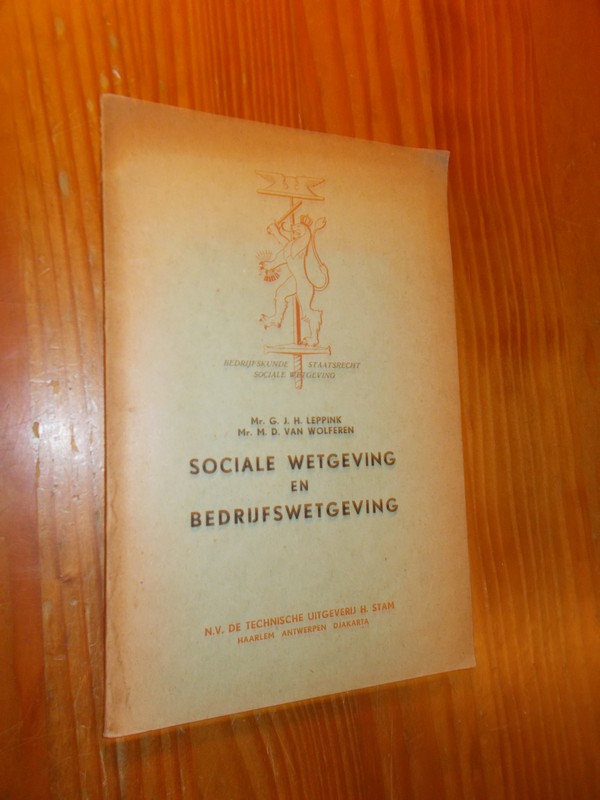 BEDRIJFSKUNDE STAATSRECHT
SOCIALE WETGEVING
Mr. G. J. H. LEPPINK
Mr. M. D. VAN WOLFEREN
SOCIALE WETGEVING
EN
BEDRIJFSWETGEVING
N.V. DE TECHNISCHE UITGEVERIJ H. STAM
HAARLEM ANTWERPEN DJAKARTA